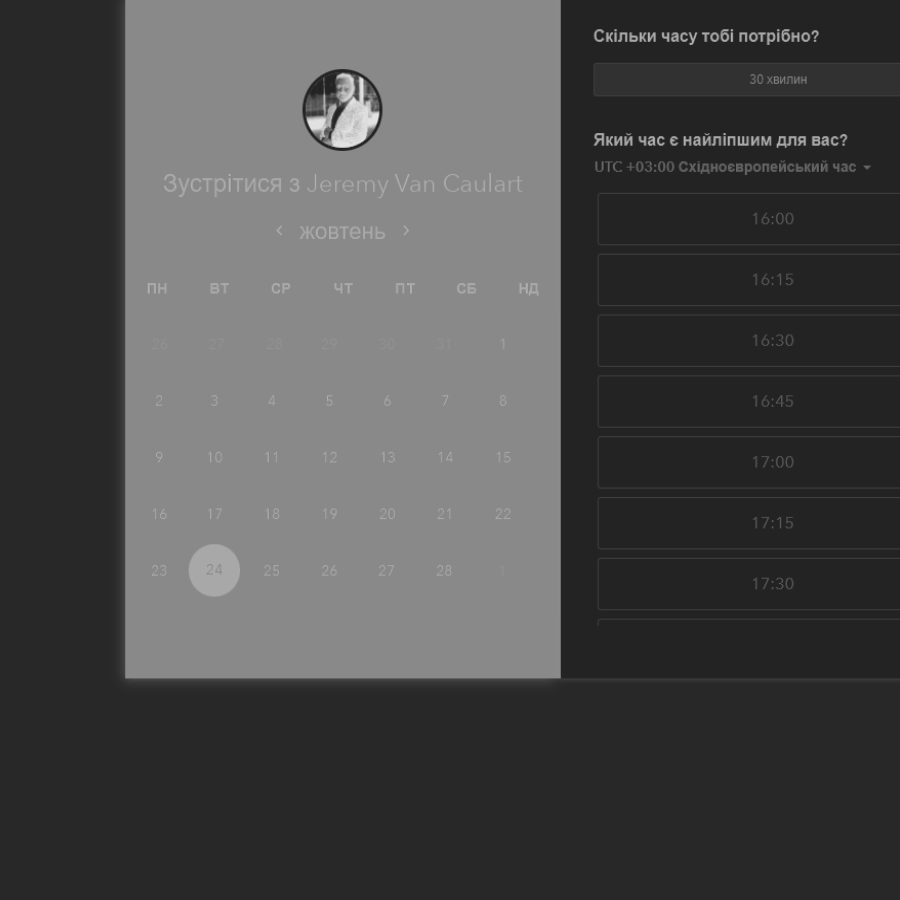 Зустрітися з Jeremy Van Caulart
жовтень
ПН ВТ СР ЧТ ПТ СБ НД
26 27 28 29 30 31 1
2 3 4 5 6 7 8
9 10 11 12 13 14 15
16 17 18 19 20 21 22
23 24 25 26 27 28 1
Скільки часу тобі потрібно?
30 хвилин
Який час є найліпшим для вас?
UTC +03:00 Східноєвропейський час
16:00
16:15
16:30
16:45
17:00
17:15
17:30